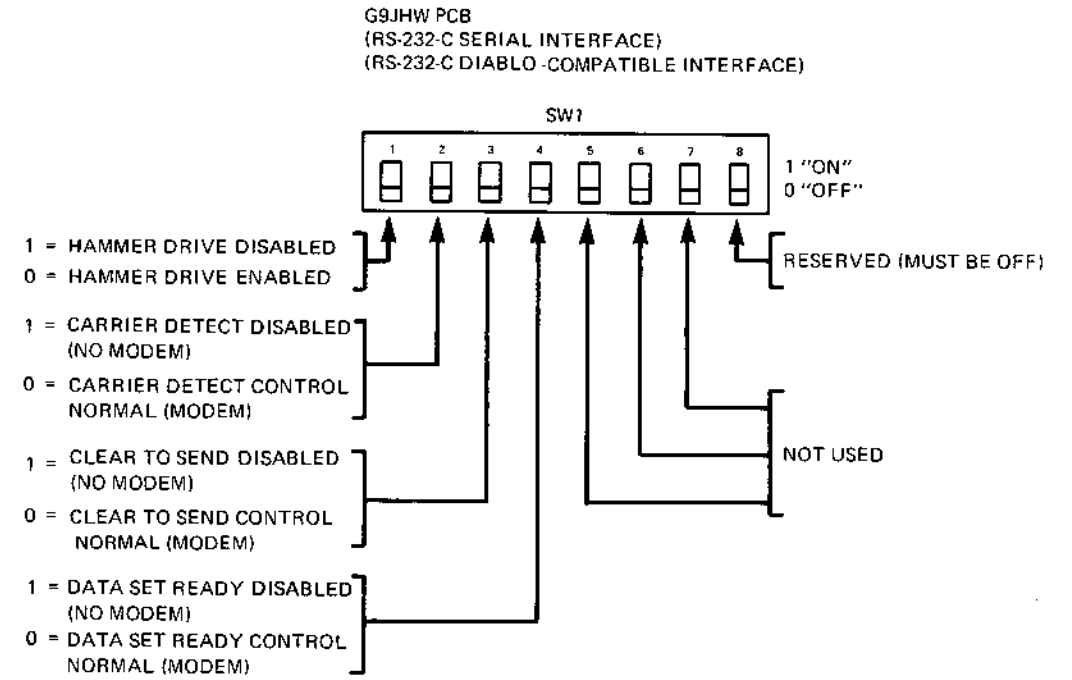 G9JHW PCB
(RS-232-C SERIAL INTERFACE)
(RS-232-C DIABLO-COMPATIBLE INTERFACE)
SW1
1 2 3 4 5 6 7 8
1 "ON"
0 "OFF"
1 = HAMMER DRIVE DISABLED
0 = HAMMER DRIVE ENABLED
RESERVED (MUST BE OFF)
1 = CARRIER DETECT DISABLED
(NO MODEM)
0 = CARRIER DETECT CONTROL
NORMAL (MODEM)
1 = CLEAR TO SEND DISABLED
(NO MODEM)
0 = CLEAR TO SEND CONTROL
NORMAL (MODEM)
NOT USED
1 = DATA SET READY DISABLED
(NO MODEM)
0 = DATA SET READY CONTROL
NORMAL (MODEM)